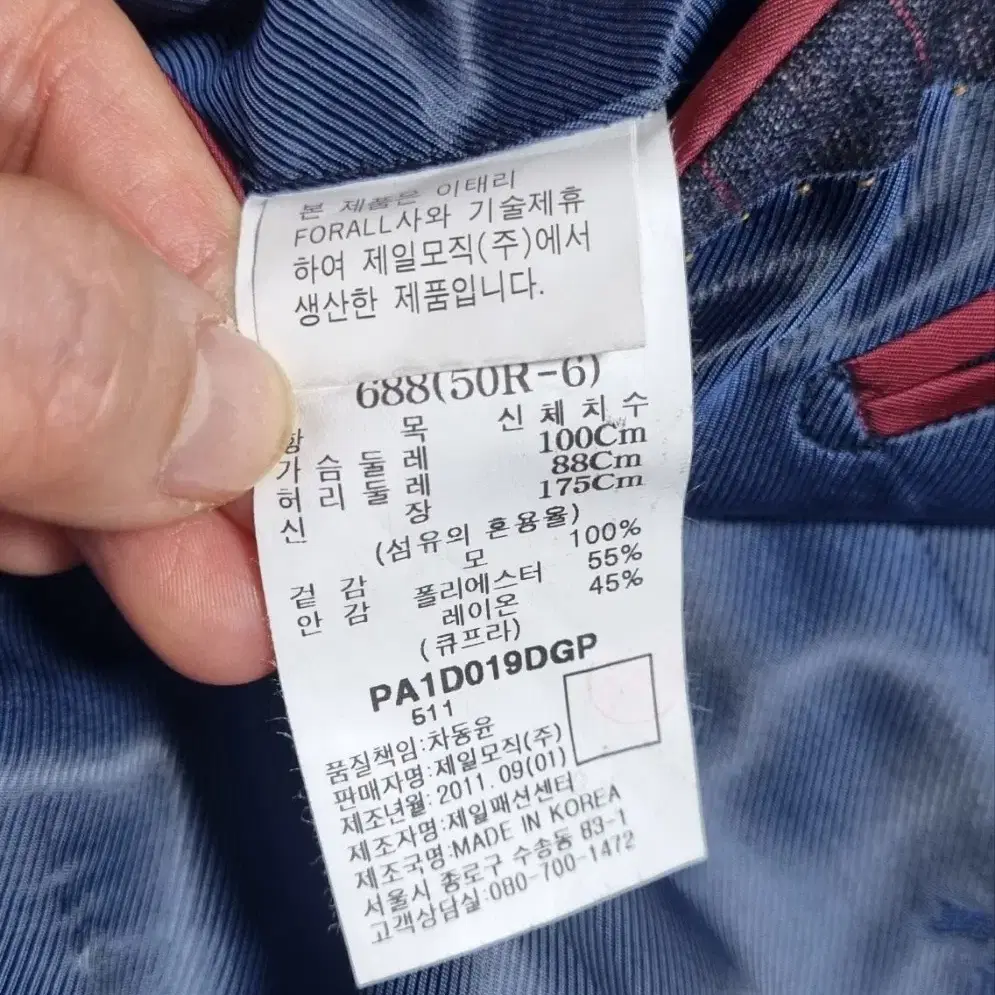 본 제품은 이태리
FORALL사와 기술제휴
하여 제일모직(주)에서
생산한 제품입니다.
688(50R-6)
항 목 신 체 치 수
가 슴 둘 레 100Cm
허 리 둘 레 88Cm
신 장 175Cm
(섬유의 혼용율)
겉 감 모 100%
안 감 폴리에스터 55%
레이온 45%
(큐프라)
PA1D019DGP
511
품질책임:차동윤
판매자명:제일모직(주)
제조년월:2011.09(01)
제조자명:제일패션센터
제조국명:MADE IN KOREA
서울시 종로구 수송동 83-1
고객상담실:080-700-1472